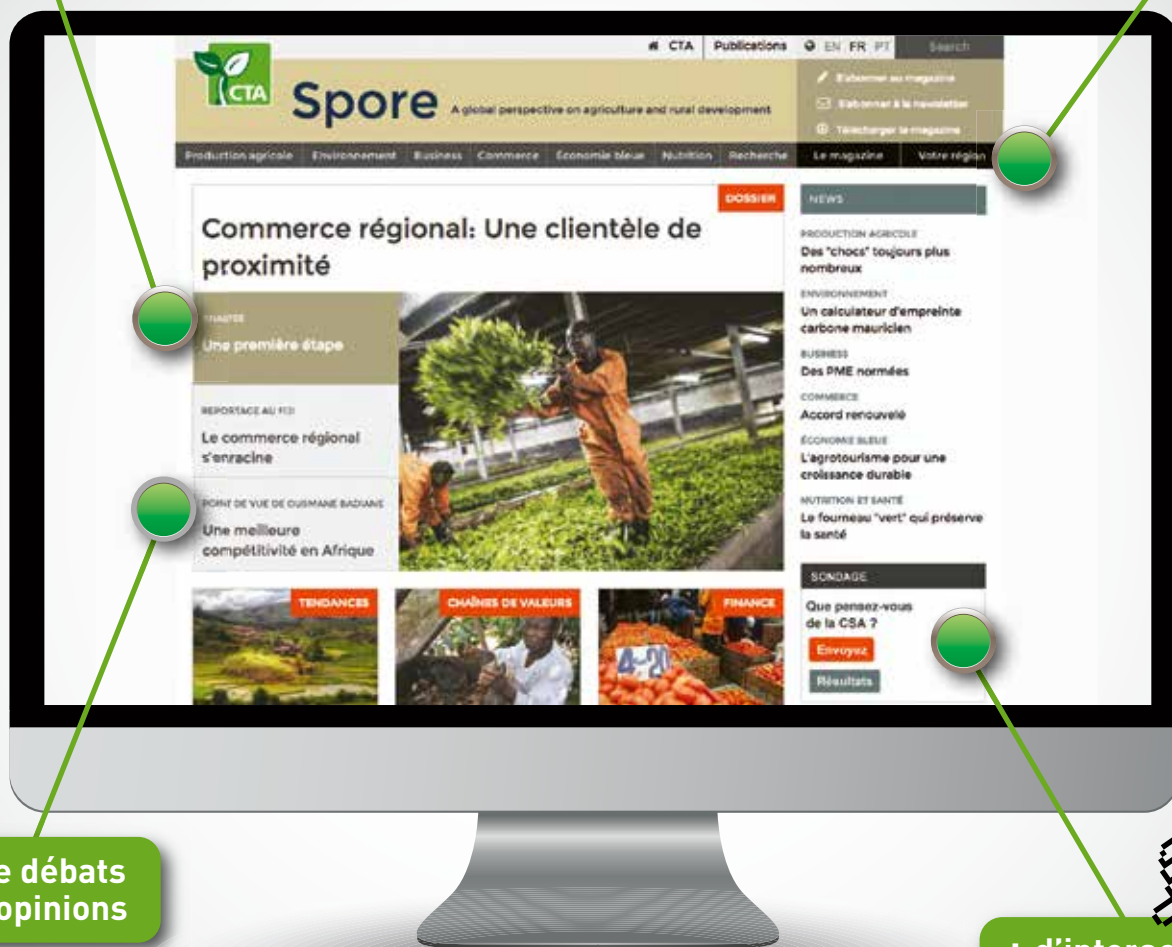 CTA Publications EN FR PT Search
CTA
Spore A global perspective on agriculture and rural development
S'abonner au magazine
S'abonner à la newsletter
Télécharger le magazine
Production agricole Environnement Business Commerce Économie bleue Nutrition Recherche Le magazine Votre région
DOSSIER
Commerce régional: Une clientèle de
proximité
Une première étape
REPORTAGE AU FIDJI
Le commerce régional
s'enracine
POINT DE VUE DE OUSMANE BADIANE
Une meilleure
compétitivité en Afrique
NEWS
PRODUCTION AGRICOLE
Des "chocs" toujours plus
nombreux
ENVIRONNEMENT
Un calculateur d'empreinte
carbone mauricien
BUSINESS
Des PME normées
COMMERCE
Accord renouvelé
ÉCONOMIE BLEUE
L'agrotourisme pour une
croissance durable
NUTRITION ET SANTÉ
Le fourneau "vert" qui préserve
la santé
TENDANCES
CHAÎNES DE VALEURS
FINANCE
4-20
SONDAGE
Que pensez-vous
de la CSA ?
Envoyez
Résultats
e débats
opinions